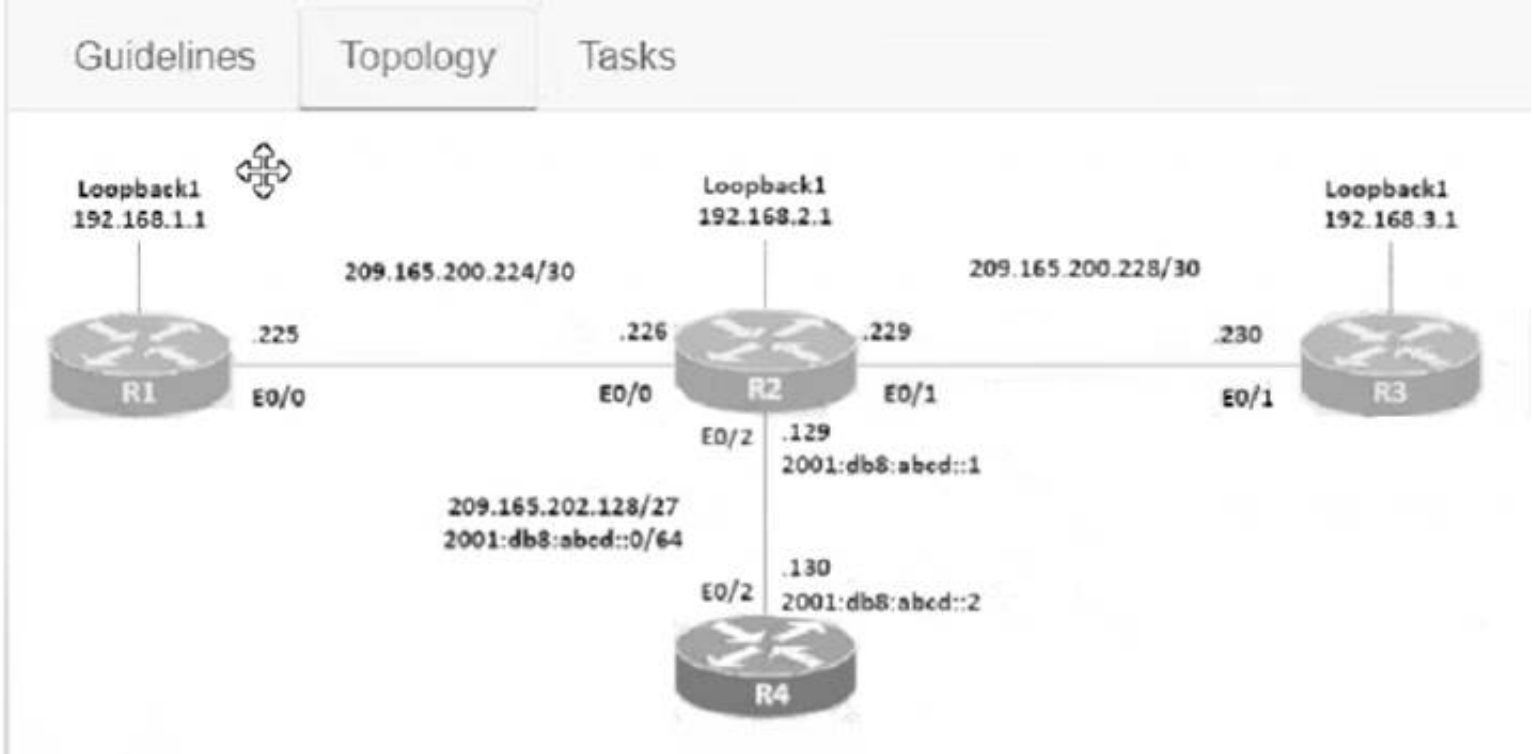 Guidelines Topology Tasks
Loopback1
192.168.1.1
Loopback1
192.168.2.1
Loopback1
192.168.3.1
209.165.200.224/30
209.165.200.228/30
.225
.226
.229
.230
R1
R2
R3
E0/0
E0/0
E0/1
E0/1
E0/2
.129
2001:db8:abcd::1
209.165.202.128/27
2001:db8:abcd::0/64
.130
E0/2
2001:db8:abcd::2
R4